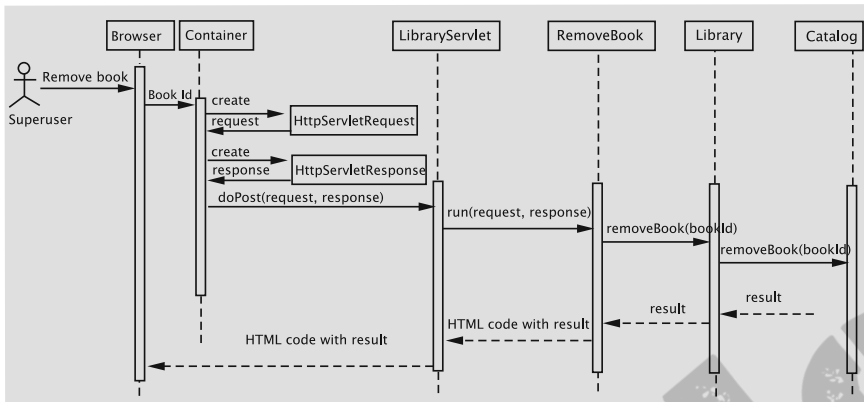 Browser
Container
LibraryServlet
RemoveBook
Library
Catalog
Remove book
Superuser
Book Id
create
request
HttpServletRequest
create
response
HttpServletResponse
doPost(request, response)
run(request, response)
removeBook(bookId)
removeBook(bookId)
result
result
HTML code with result
HTML code with result